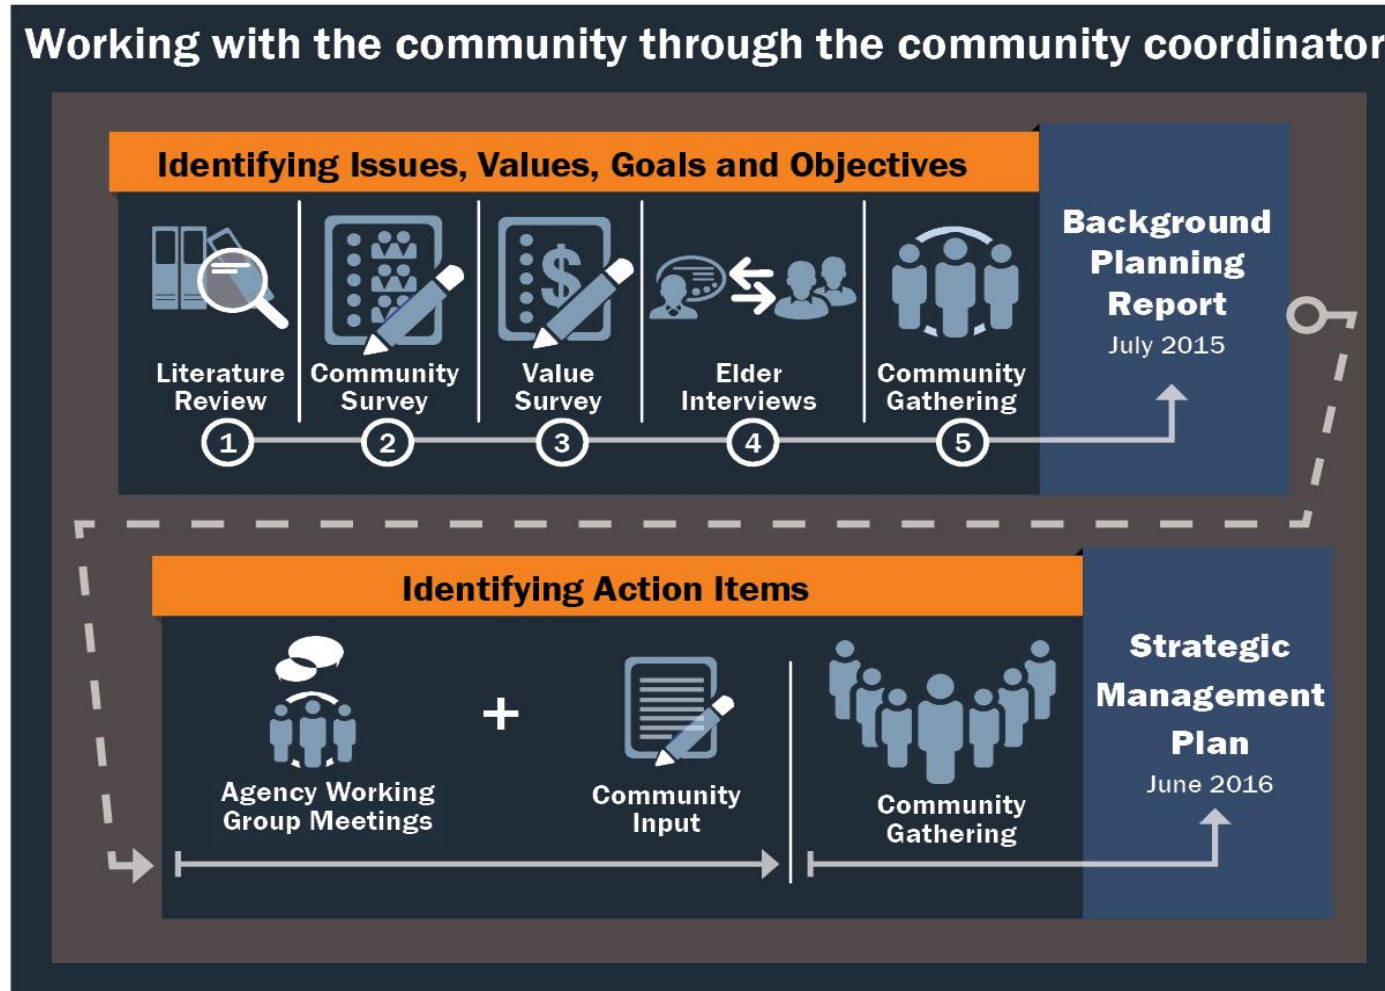 Working with the community through the community coordinator
Identifying Issues, Values, Goals and Objectives
Literature
Review
1
Community
Survey
2
$
Value
Survey
3
Elder
Interviews
4
Community
Gathering
5
Background
Planning
Report
July 2015
Identifying Action Items
Agency Working
Group Meetings
+
Community
Input
Community
Gathering
Strategic
Management
Plan
June 2016